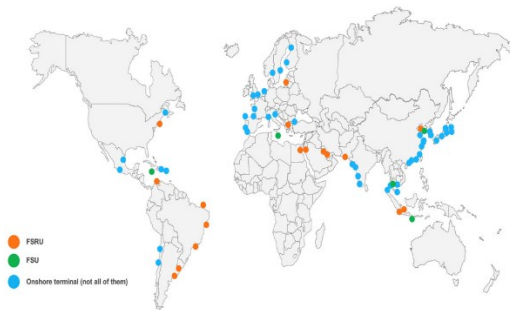 FSRU
FSU
Onshore terminal (not all of them)